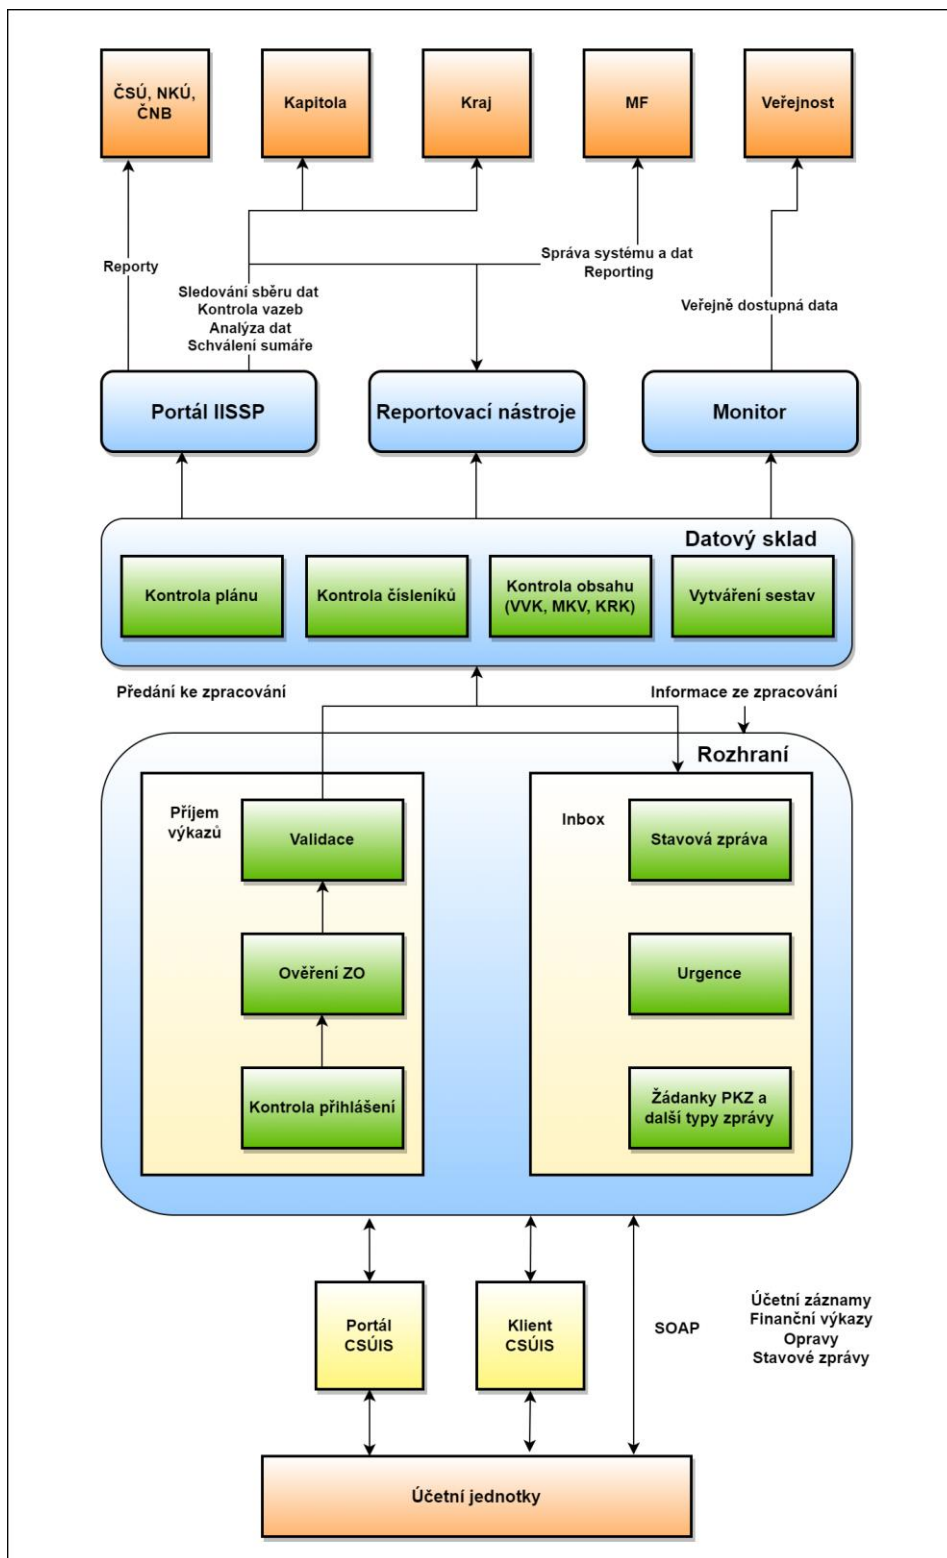 ČSÚ, NKÚ,
ČNB
Kapitola
Kraj
MF
Veřejnost
Reporty
Sledování sběru dat
Kontrola vazeb
Analýza dat
Schválení sumáře
Správa systému a dat
Reporting
Veřejně dostupná data
Portál IISSP
Reportovací nástroje
Monitor
Datový sklad
Kontrola plánu
Kontrola čísleníků
Kontrola obsahu
(VVK, MKV, KRK)
Vytváření sestav
Předání ke zpracování
Informace ze zpracování
Rozhraní
Příjem
výkazů
Validace
Ověření ZO
Kontrola přihlášení
Inbox
Stavová zpráva
Urgence
Žádanky PKZ a
další typy zprávy
Portál
CSÚIS
Klient
CSÚIS
SOAP
Účetní záznamy
Finanční výkazy
Opravy
Stavové zprávy
Účetní jednotky